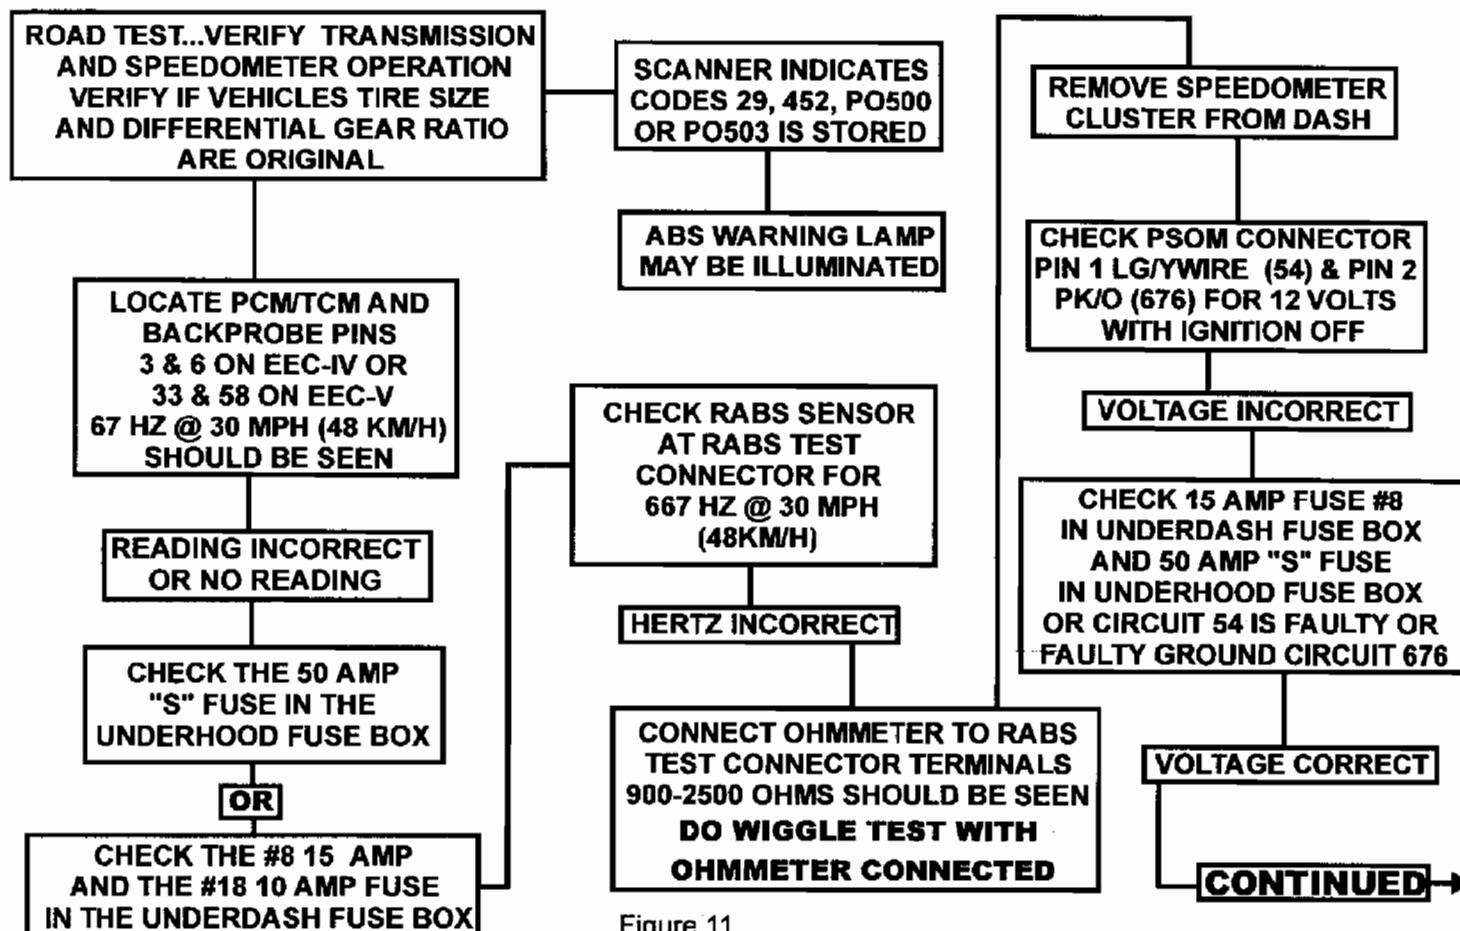 ROAD TEST...VERIFY TRANSMISSION
AND SPEEDOMETER OPERATION
VERIFY IF VEHICLES TIRE SIZE
AND DIFFERENTIAL GEAR RATIO
ARE ORIGINAL
SCANNER INDICATES
CODES 29, 452, PO500
OR PO503 IS STORED
ABS WARNING LAMP
MAY BE ILLUMINATED
LOCATE PCM/TCM AND
BACKPROBE PINS
3 & 6 ON EEC-IV OR
33 & 58 ON EEC-V
67 HZ @ 30 MPH (48 KM/H)
SHOULD BE SEEN
READING INCORRECT
OR NO READING
CHECK THE 50 AMP
"S" FUSE IN THE
UNDERHOOD FUSE BOX
OR
CHECK THE #8 15 AMP
AND THE #18 10 AMP FUSE
IN THE UNDERDASH FUSE BOX
CHECK RABS SENSOR
AT RABS TEST
CONNECTOR FOR
667 HZ @ 30 MPH
(48KM/H)
HERTZ INCORRECT
CONNECT OHMMETER TO RABS
TEST CONNECTOR TERMINALS
900-2500 OHMS SHOULD BE SEEN
DO WIGGLE TEST WITH
OHMMETER CONNECTED
REMOVE SPEEDOMETER
CLUSTER FROM DASH
CHECK PSOM CONNECTOR
PIN 1 LG/YWIRE (54) & PIN 2
PK/O (676) FOR 12 VOLTS
WITH IGNITION OFF
VOLTAGE INCORRECT
CHECK 15 AMP FUSE #8
IN UNDERDASH FUSE BOX
AND 50 AMP "S" FUSE
IN UNDERHOOD FUSE BOX
OR CIRCUIT 54 IS FAULTY OR
FAULTY GROUND CIRCUIT 676
VOLTAGE CORRECT
CONTINUED
Figure 11